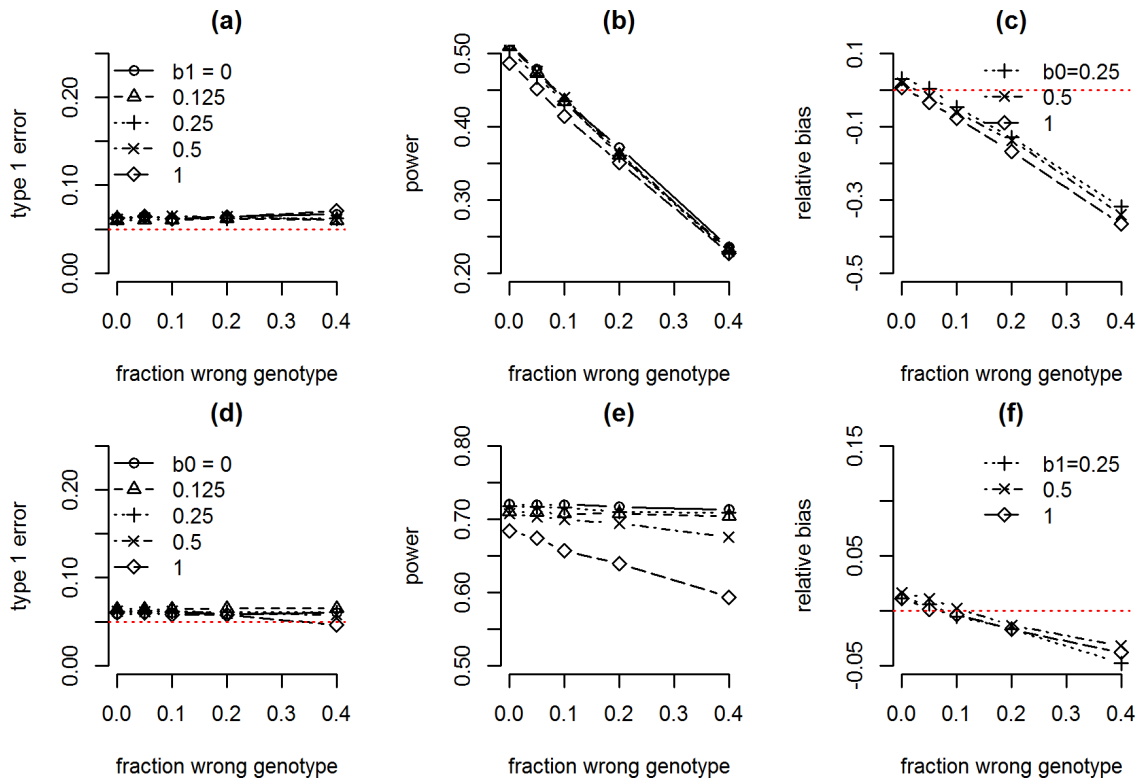 (a)
type 1 error
0.00
0.10
0.20
b1 = 0
0.125
0.25
0.5
1
0.0 0.1 0.2 0.3 0.4
fraction wrong genotype
(b)
power
0.20
0.30
0.40
0.50
0.0 0.1 0.2 0.3 0.4
fraction wrong genotype
(c)
relative bias
-0.5
-0.3
-0.1
0.1
b0=0.25
0.5
1
0.0 0.1 0.2 0.3 0.4
fraction wrong genotype
(d)
type 1 error
0.00
0.10
0.20
b0 = 0
0.125
0.25
0.5
1
0.0 0.1 0.2 0.3 0.4
fraction wrong genotype
(e)
power
0.50
0.60
0.70
0.80
0.0 0.1 0.2 0.3 0.4
fraction wrong genotype
(f)
relative bias
-0.05
0.05
0.15
b1=0.25
0.5
1
0.0 0.1 0.2 0.3 0.4
fraction wrong genotype